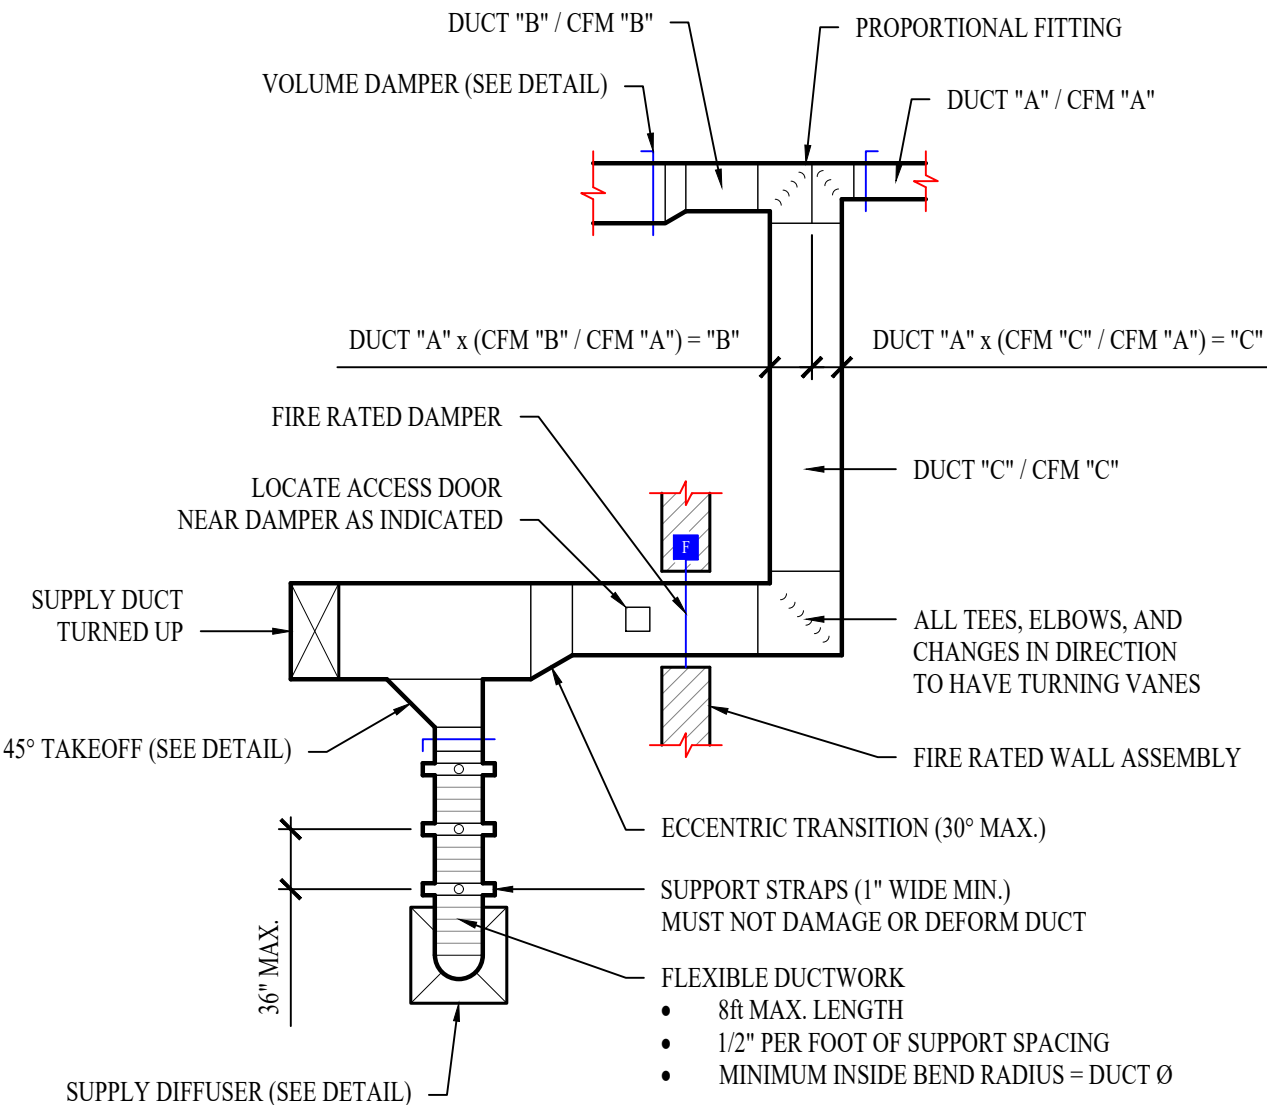 DUCT "B" / CFM "B"
PROPORTIONAL FITTING
VOLUME DAMPER (SEE DETAIL)
DUCT "A" / CFM "A"
DUCT "A" x (CFM "B" / CFM "A") = "B"
DUCT "A" x (CFM "C" / CFM "A") = "C"
FIRE RATED DAMPER
DUCT "C" / CFM "C"
LOCATE ACCESS DOOR
NEAR DAMPER AS INDICATED
F
SUPPLY DUCT
TURNED UP
ALL TEES, ELBOWS, AND
CHANGES IN DIRECTION
TO HAVE TURNING VANES
45° TAKEOFF (SEE DETAIL)
FIRE RATED WALL ASSEMBLY
ECCENTRIC TRANSITION (30° MAX.)
SUPPORT STRAPS (1" WIDE MIN.)
MUST NOT DAMAGE OR DEFORM DUCT
36" MAX.
FLEXIBLE DUCTWORK
• 8ft MAX. LENGTH
• 1/2" PER FOOT OF SUPPORT SPACING
• MINIMUM INSIDE BEND RADIUS = DUCT Ø
SUPPLY DIFFUSER (SEE DETAIL)